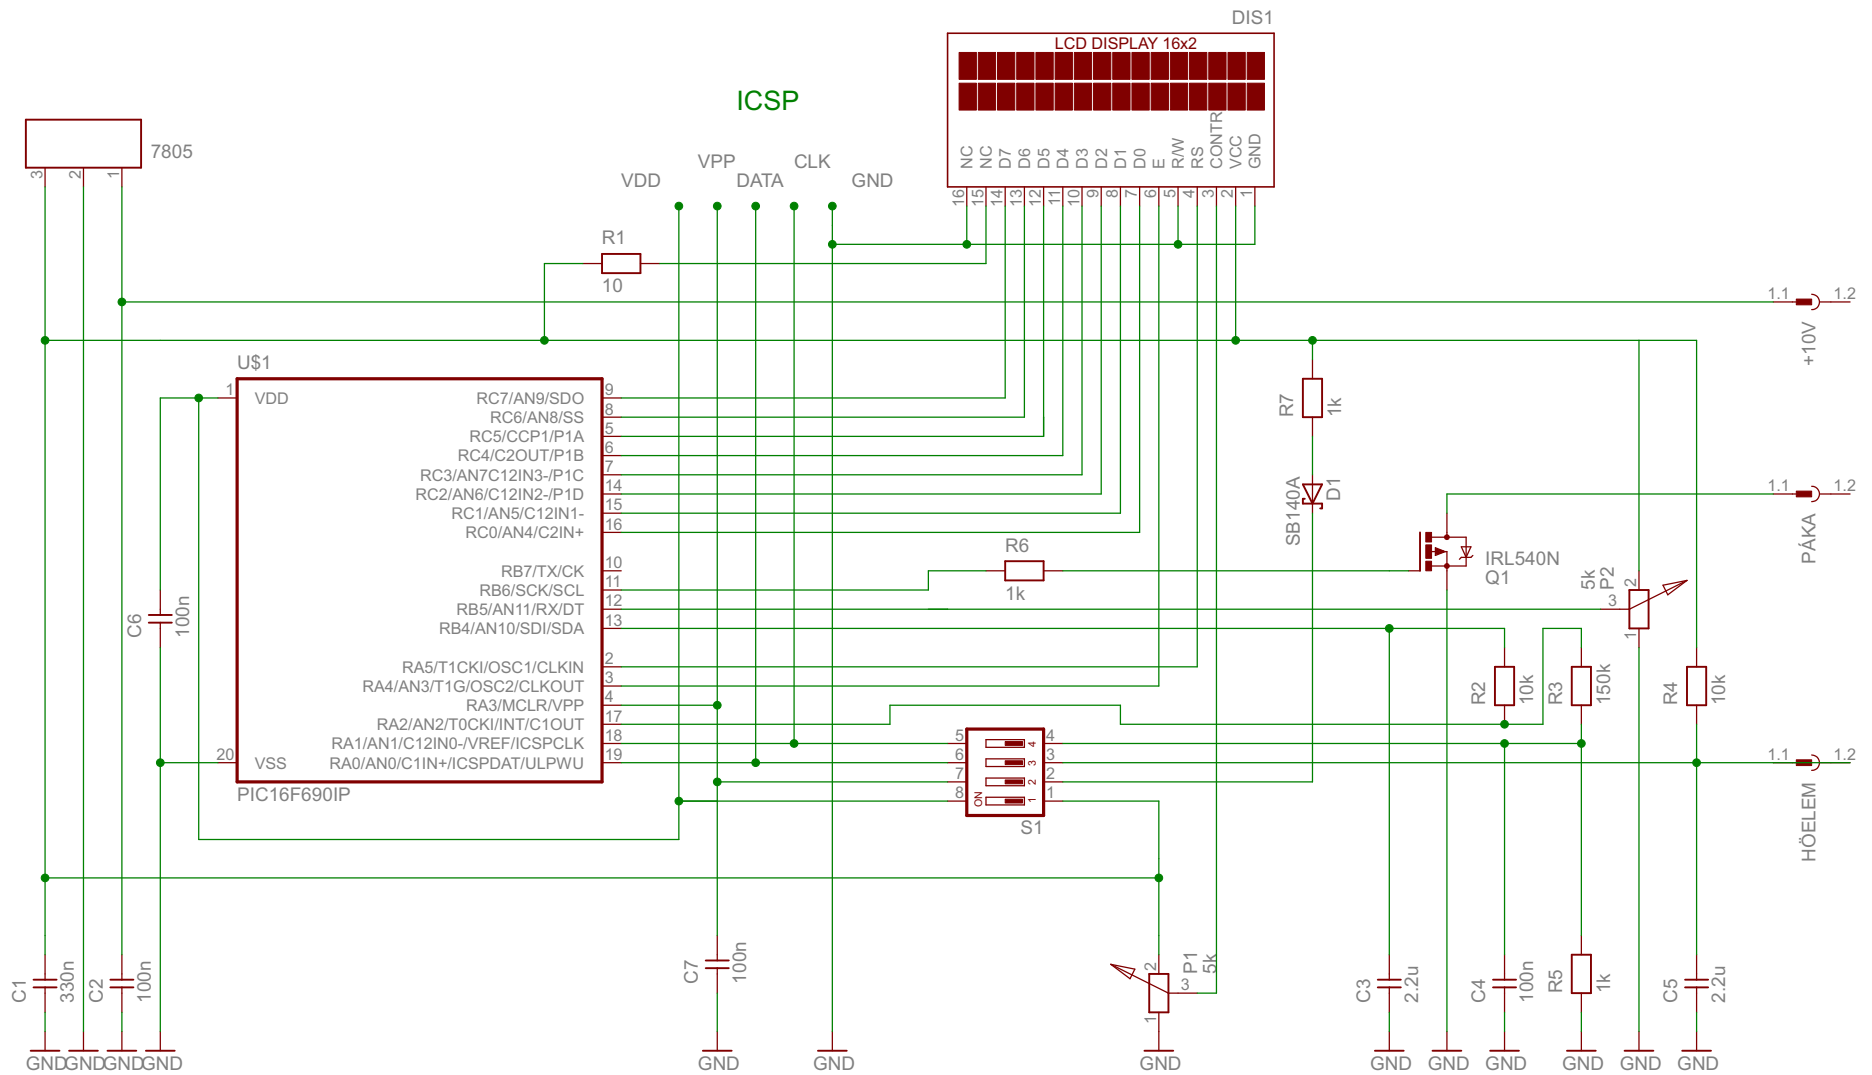 DIS1
LCD DISPLAY 16x2
ICSP
7805
3 2 1
VDD
VPP
DATA
CLK
GND
NC NC D7 D6 D5 D4 D3 D2 D1 D0 E R/W RS CONTR VCC GND
16 15 14 13 12 11 10 9 8 7 6 5 4 3 2 1
R1
10
1.1 1.2
+10V
U$1
1 VDD
RC7/AN9/SDO 9
RC6/AN8/SS 8
RC5/CCP1/P1A 5
RC4/C2OUT/P1B 6
RC3/AN7C12IN3-/P1C 7
RC2/AN6/C12IN2-/P1D 14
RC1/AN5/C12IN1- 15
RC0/AN4/C2IN+ 16
RB7/TX/CK 10
RB6/SCK/SCL 11
RB5/AN11/RX/DT 12
RB4/AN10/SDI/SDA 13
RA5/T1CKI/OSC1/CLKIN 2
RA4/AN3/T1G/OSC2/CLKOUT 3
RA3/MCLR/VPP 4
RA2/AN2/T0CKI/INT/C1OUT 17
RA1/AN1/C12IN0-/VREF/ICSPCLK 18
20 VSS
RA0/AN0/C1IN+/ICSPDAT/ULPWU 19
PIC16F690IP
R7
1k
SB140A
D1
1.1 1.2
PÁKA
IRL540N
Q1
R6
1k
5k
P2
2
3
1
C6
100n
R2
10k
R3
150k
R4
10k
5 4 4
6 3 3
7 2 2
8 ON 1 1
S1
1.1 1.2
HÖELEM
C1
330n
C2
100n
C7
100n
P1
5k
2
3
1
C3
2.2u
C4
100n
R5
1k
C5
2.2u
GND GND GND GND GND GND GND GND GND GND GND GND GND